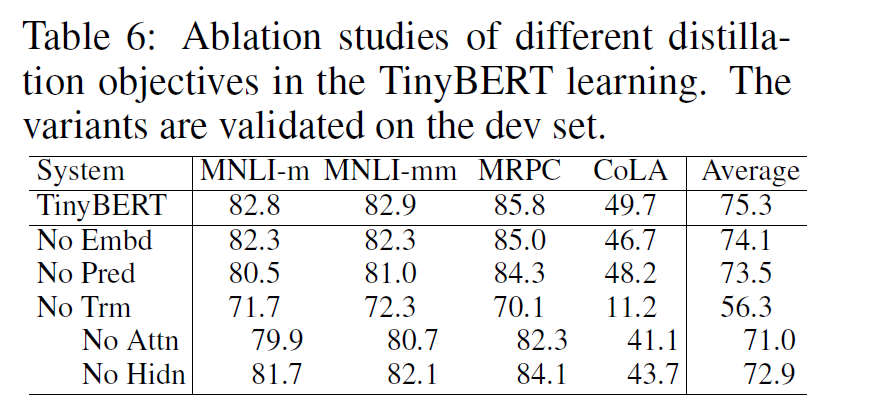 Table 6: Ablation studies of different distilla-
tion objectives in the TinyBERT learning. The
variants are validated on the dev set.
System MNLI-m MNLI-mm MRPC CoLA Average
TinyBERT 82.8 82.9 85.8 49.7 75.3
No Embd 82.3 82.3 85.0 46.7 74.1
No Pred 80.5 81.0 84.3 48.2 73.5
No Trm 71.7 72.3 70.1 11.2 56.3
No Attn 79.9 80.7 82.3 41.1 71.0
No Hidn 81.7 82.1 84.1 43.7 72.9